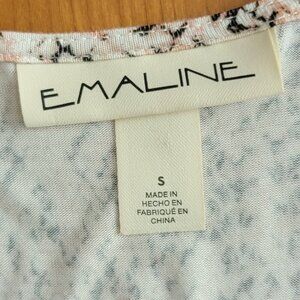 EMALINE
S
MADE IN
HECHO EN
FABRIQUÉ EN
CHINA